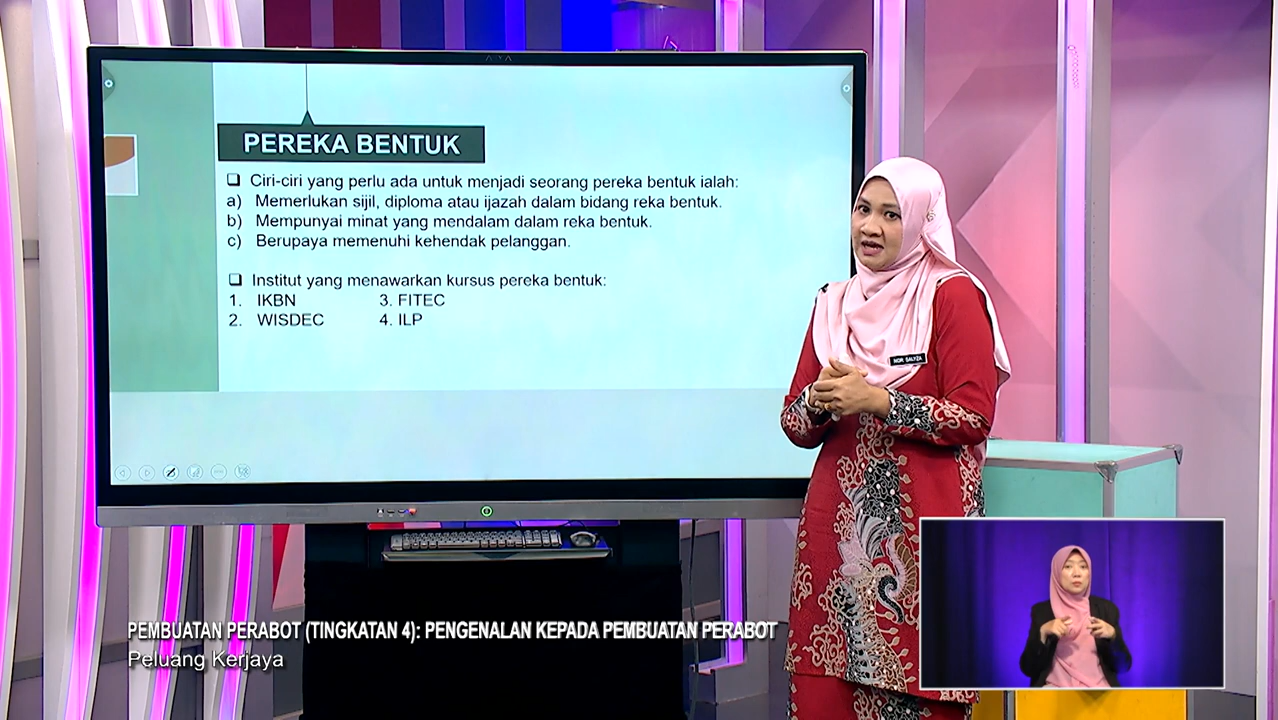 PEREKA BENTUK
❑ Ciri-ciri yang perlu ada untuk menjadi seorang pereka bentuk ialah:
a) Memerlukan sijil, diploma atau ijazah dalam bidang reka bentuk.
b) Mempunyai minat yang mendalam dalam reka bentuk.
c) Berupaya memenuhi kehendak pelanggan.
❑ Institut yang menawarkan kursus pereka bentuk:
1. IKBN 3. FITEC
2. WISDEC 4. ILP
NOR SALYZA
PEMBUATAN PERABOT (TINGKATAN 4): PENGENALAN KEPADA PEMBUATAN PERABOT
Peluang Kerjaya